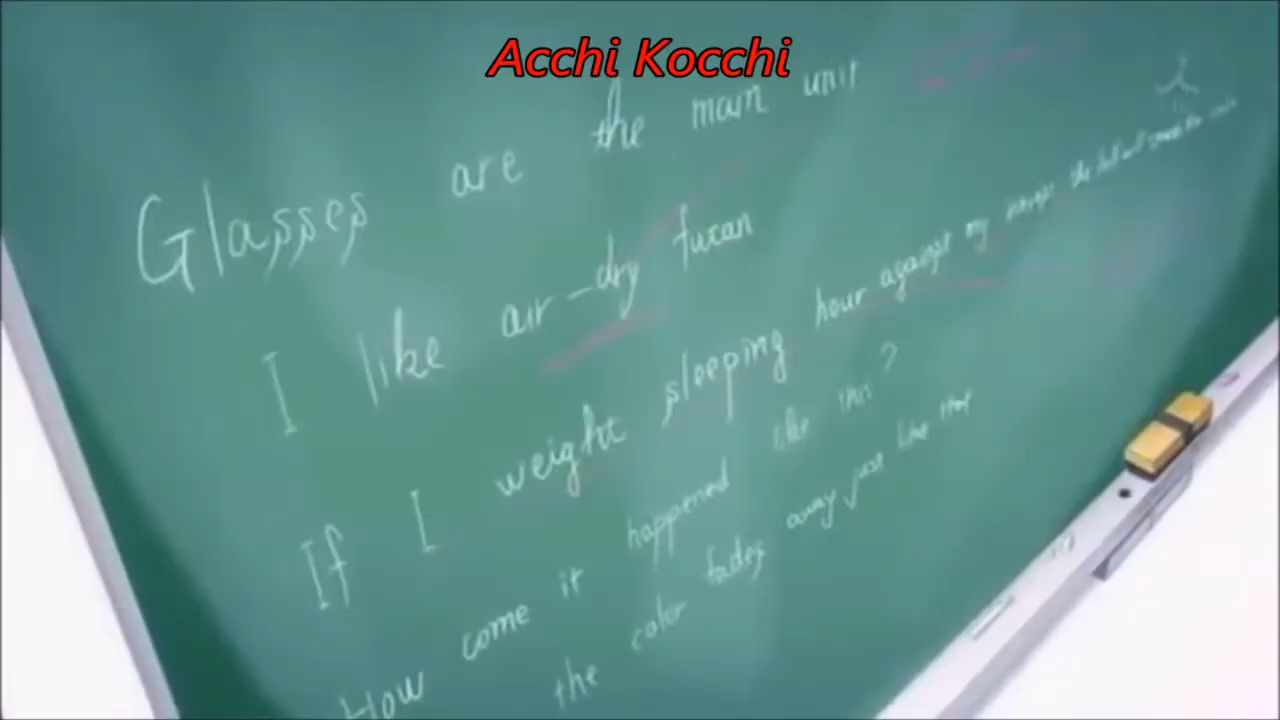 Acchi Kocchi
Glasses are the main unit
I like air-dry
If I weight sleeping hour against my
How come it happened like this?
the color fades away just like that